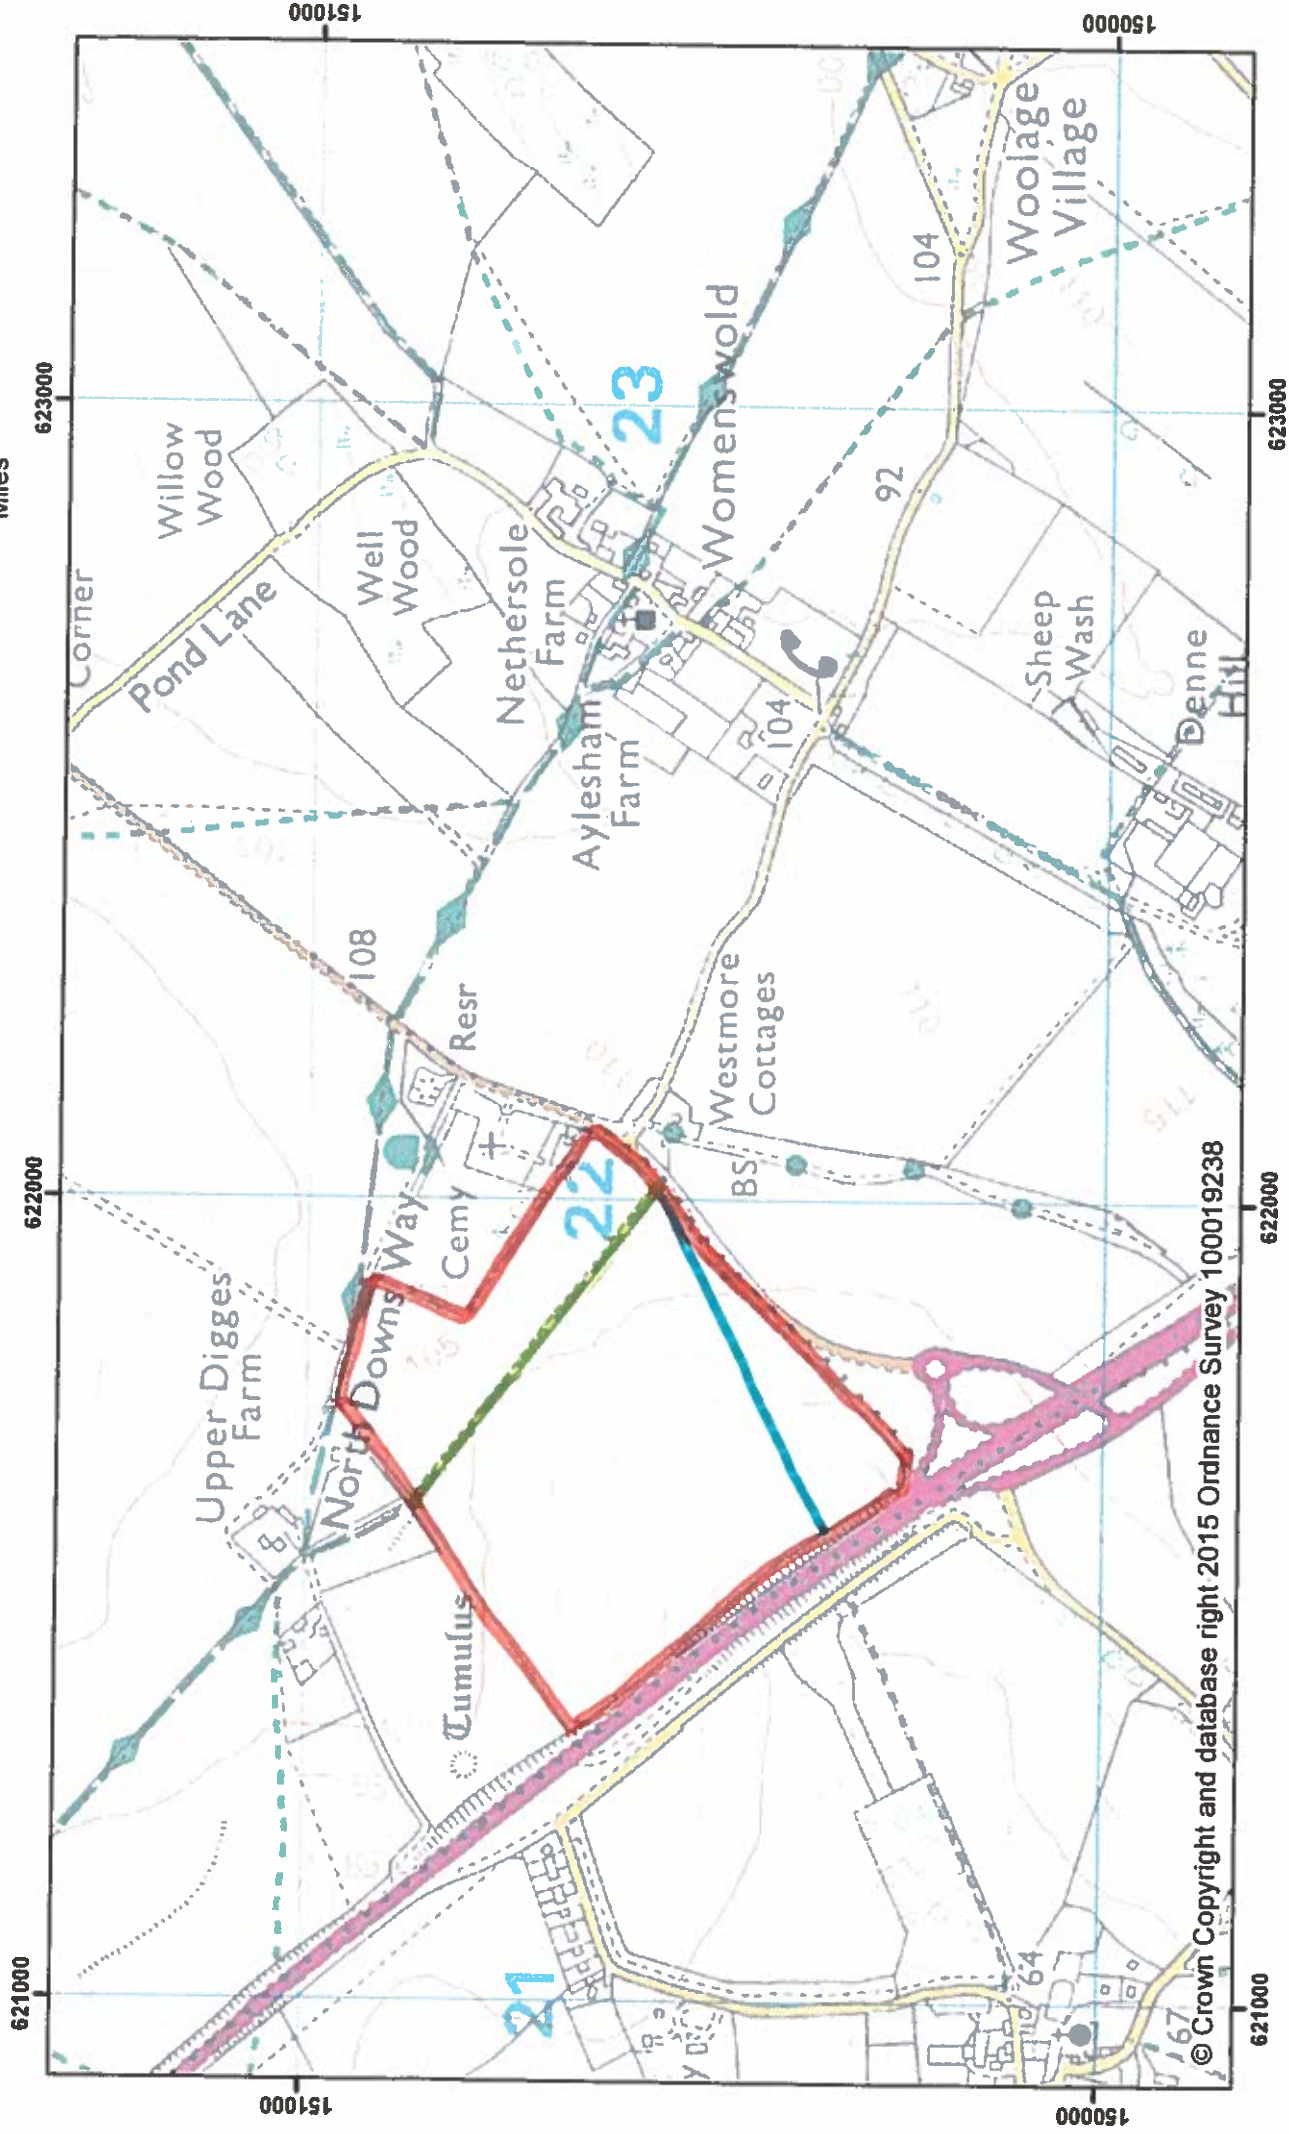 Miles
621000
622000
623000
151000
151000
150000
150000
621000
622000
623000
Corner
Pond Lane
Willow
Wood
Well
Wood
Nethersole
Farm
Aylesham
Farm
23
Womenswold
104
92
104
Woolage
Village
Sheep
Wash
Denne
Hill
108
Resr
Cemy
22
Westmore
Cottages
BS
115
Upper Digges
Farm
North Downs Way
105
Tumulus
21
64
67
y
© Crown Copyright and database right 2015 Ordnance Survey 100019238